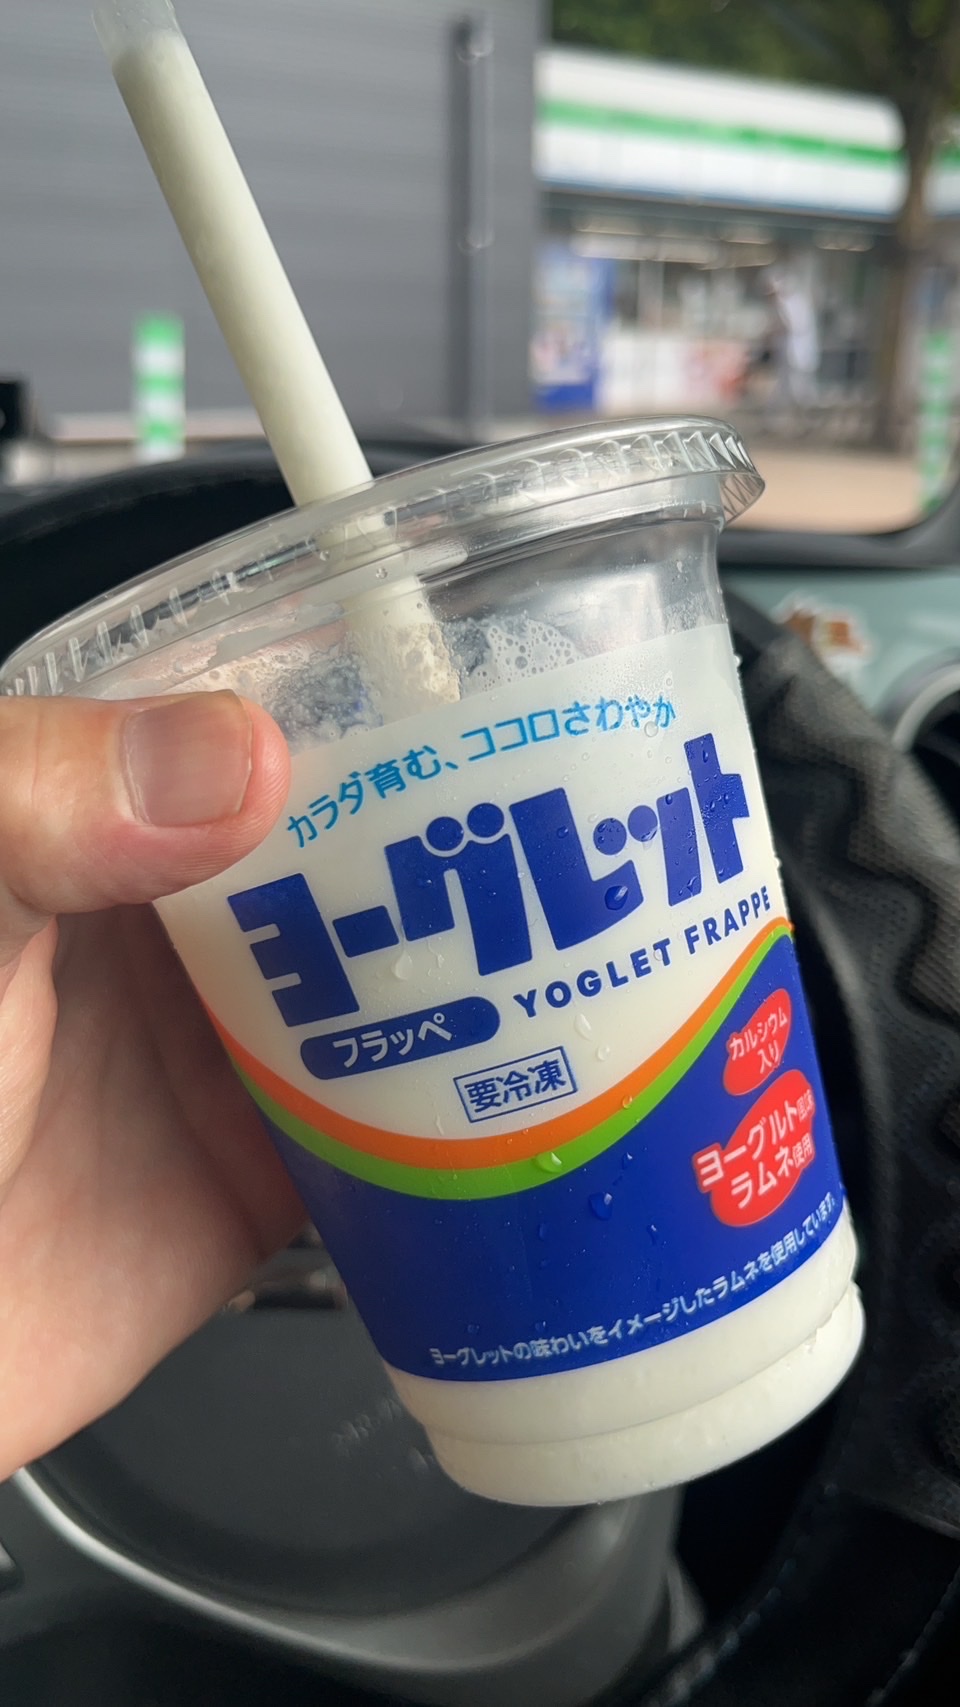 カラダ育む、ココロさわやか
ヨーグレット
フラッペ
YOGLET FRAPPE
要冷凍
カルシウム
入り
ヨーグルト風味
ラムネ使用
ヨーグレットの味わいをイメージしたラムネを使用しています。